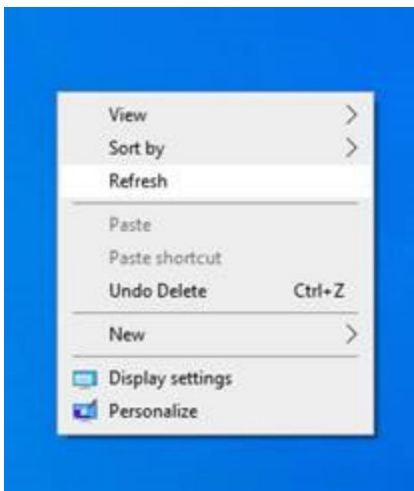 View
Sort by
Refresh
Paste
Paste shortcut
Undo Delete Ctrl+Z
New
Display settings
Personalize